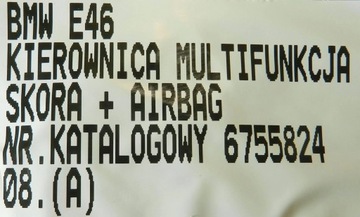 BMW E46
KIEROWNICA MULTIFUNKCJA
SKORA + AIRBAG
NR.KATALOGOWY 6755824
08.(A)